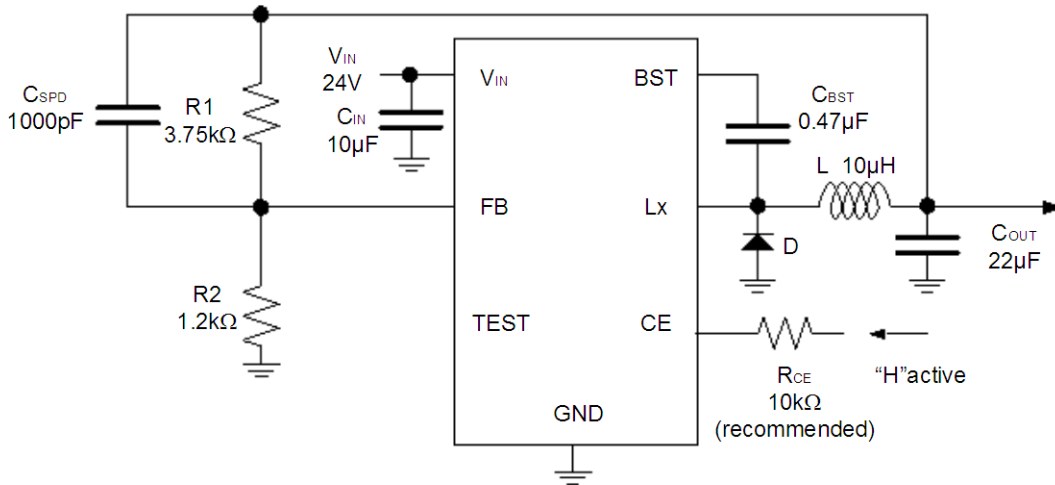 CSPD
1000pF
R1
3.75kΩ
VIN
24V
CIN
10µF
VIN
BST
CBST
0.47µF
L 10µH
FB
Lx
D
COUT
22µF
R2
1.2kΩ
TEST
CE
RCE
10kΩ
(recommended)
“H”active
GND